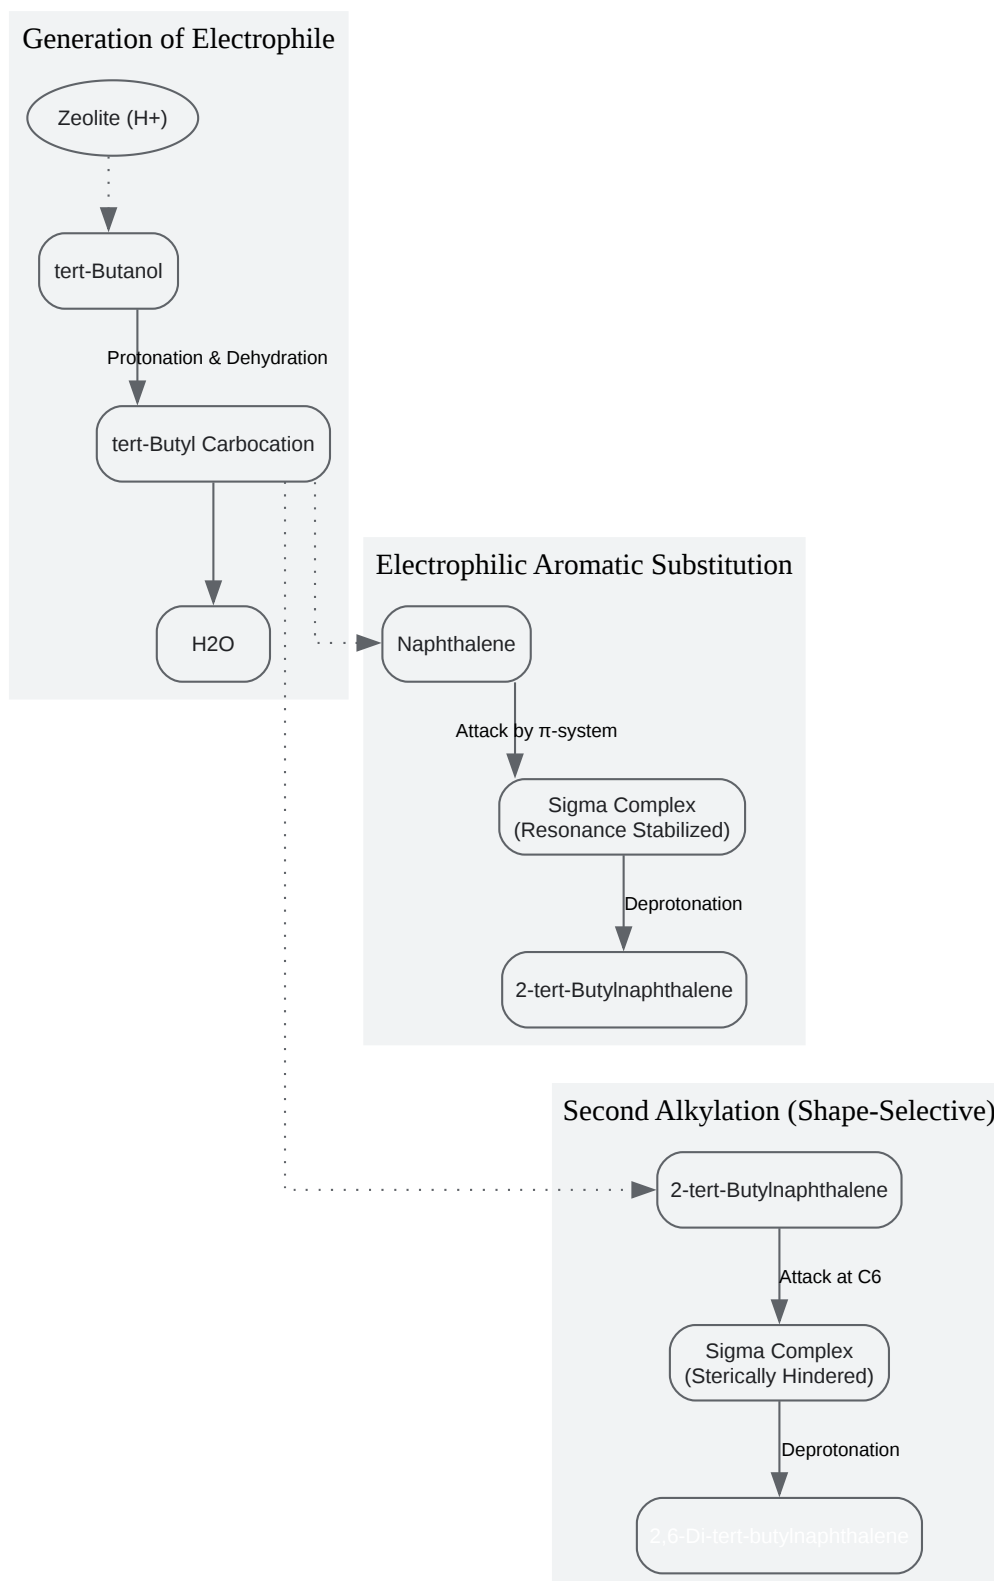 Generation of Electrophile
Zeolite (H+)
tert-Butanol
Protonation & Dehydration
tert-Butyl Carbocation
H2O
Electrophilic Aromatic Substitution
Naphthalene
Attack by π-system
Sigma Complex
(Resonance Stabilized)
Deprotonation
2-tert-Butylnaphthalene
Second Alkylation (Shape-Selective)
2-tert-Butylnaphthalene
Attack at C6
Sigma Complex
(Sterically Hindered)
Deprotonation
2,6-Di-tert-butylnaphthalene